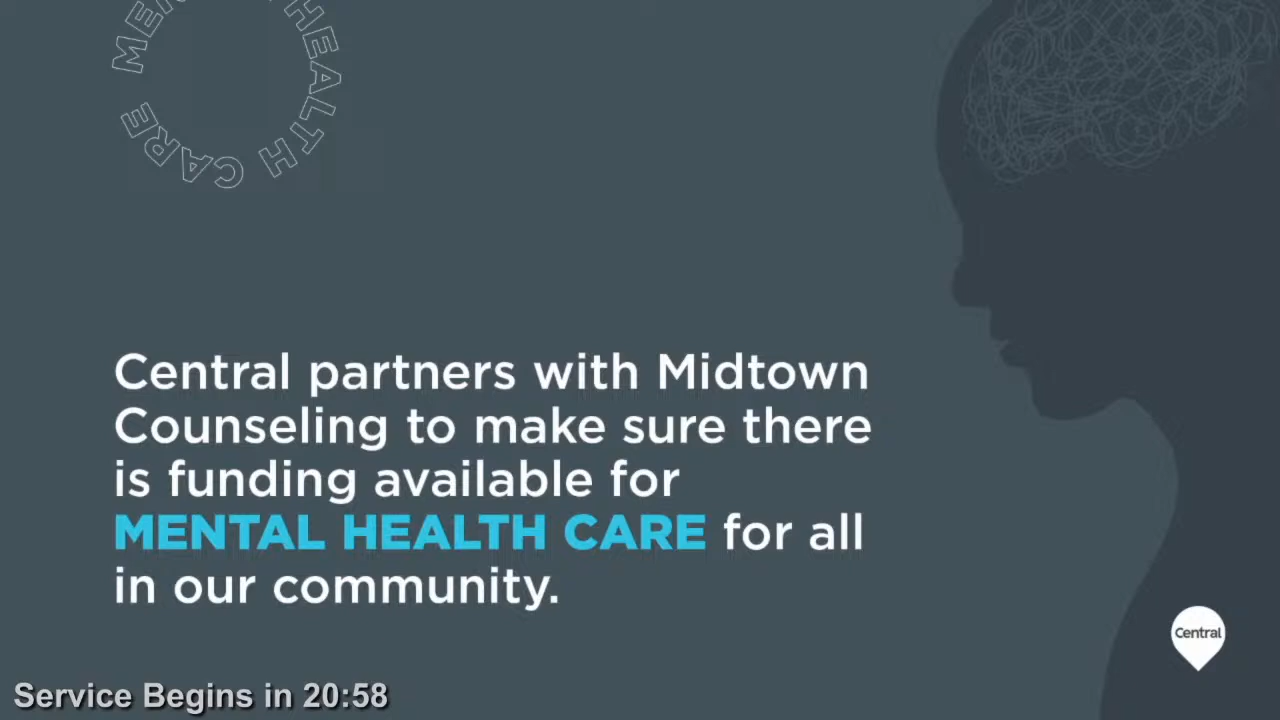 MEN HEALTH CARE
Central partners with Midtown
Counseling to make sure there
is funding available for
MENTAL HEALTH CARE for all
in our community.
Central
Service Begins in 20:58